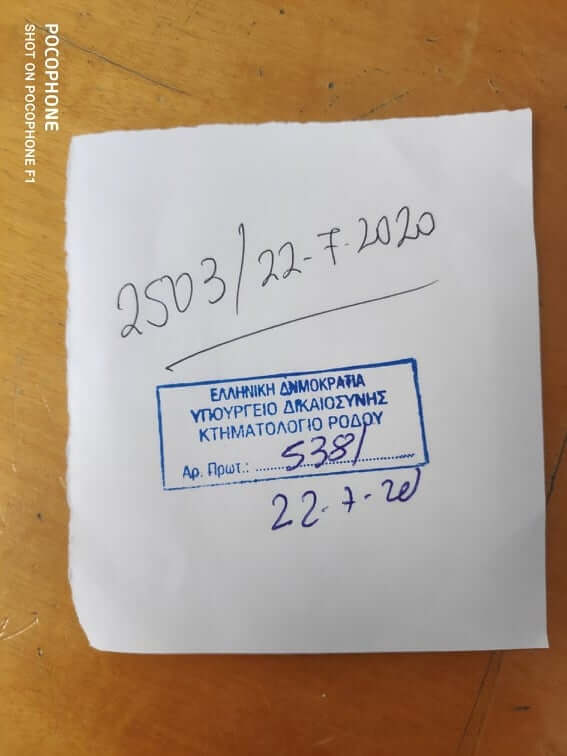 POCOPHONE
SHOT ON POCOPHONE F1
2503/22-7-2020
ΕΛΛΗΝΙΚΗ ΔΗΜΟΚΡΑΤΙΑ
ΥΠΟΥΡΓΕΙΟ ΔΙΚΑΙΟΣΥΝΗΣ
ΚΤΗΜΑΤΟΛΟΓΙΟ ΡΟΔΟΥ
Αρ. Πρωτ.: 538/
22-7-20